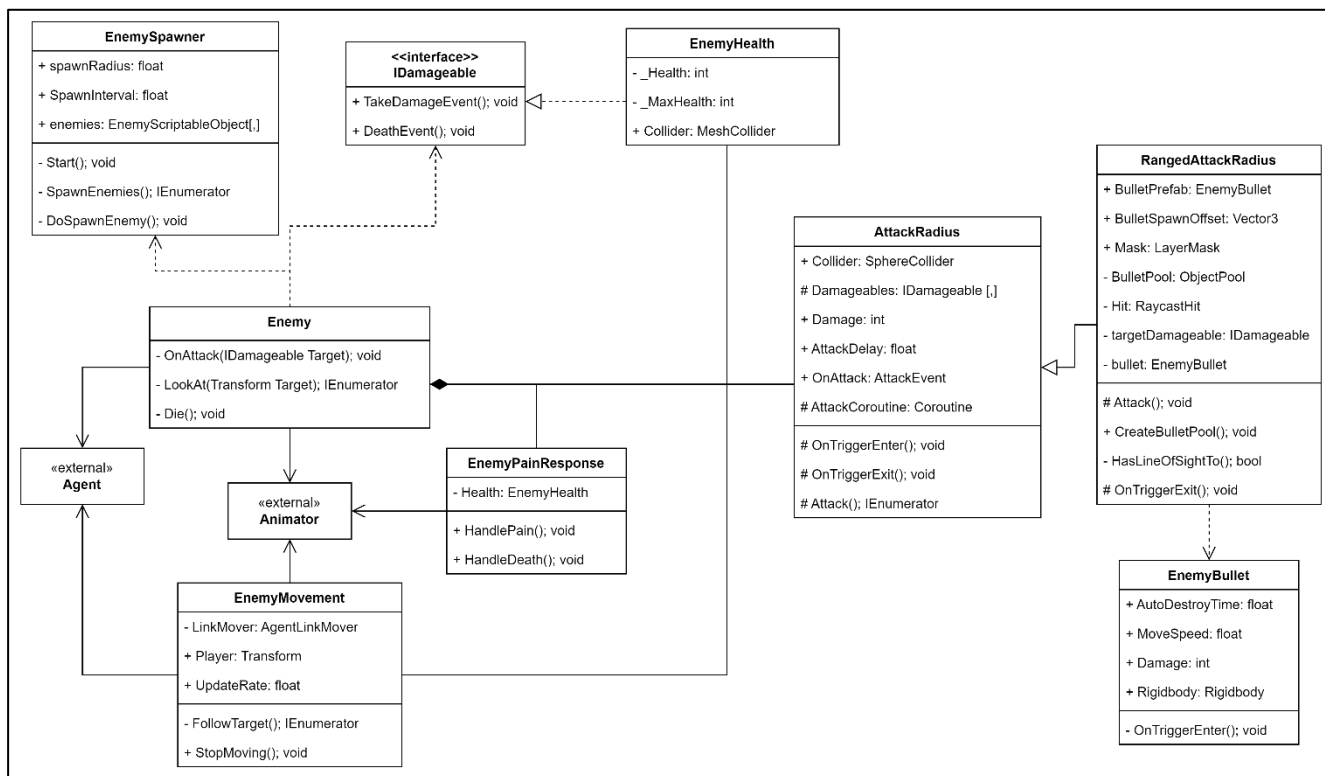 EnemySpawner
+ spawnRadius: float
+ SpawnInterval: float
+ enemies: EnemyScriptableObject[,]
- Start(); void
- SpawnEnemies(); IEnumerator
- DoSpawnEnemy(); void
<<interface>>
IDamageable
+ TakeDamageEvent(); void
+ DeathEvent(); void
EnemyHealth
- _Health: int
- _MaxHealth: int
+ Collider: MeshCollider
RangedAttackRadius
+ BulletPrefab: EnemyBullet
+ BulletSpawnOffset: Vector3
+ Mask: LayerMask
- BulletPool: ObjectPool
- Hit: RaycastHit
- targetDamageable: IDamageable
- bullet: EnemyBullet
# Attack(); void
+ CreateBulletPool(); void
- HasLineOfSightTo(); bool
# OnTriggerExit(); void
AttackRadius
+ Collider: SphereCollider
# Damageables: IDamageable [,]
+ Damage: int
+ AttackDelay: float
+ OnAttack: AttackEvent
# AttackCoroutine: Coroutine
# OnTriggerEnter(); void
# OnTriggerExit(); void
# Attack(); IEnumerator
Enemy
- OnAttack(IDamageable Target); void
- LookAt(Transform Target); IEnumerator
- Die(); void
«external»
Agent
«external»
Animator
EnemyPainResponse
- Health: EnemyHealth
+ HandlePain(); void
+ HandleDeath(); void
EnemyMovement
- LinkMover: AgentLinkMover
+ Player: Transform
+ UpdateRate: float
- FollowTarget(); IEnumerator
+ StopMoving(); void
EnemyBullet
+ AutoDestroyTime: float
+ MoveSpeed: float
+ Damage: int
+ Rigidbody: Rigidbody
- OnTriggerEnter(); void